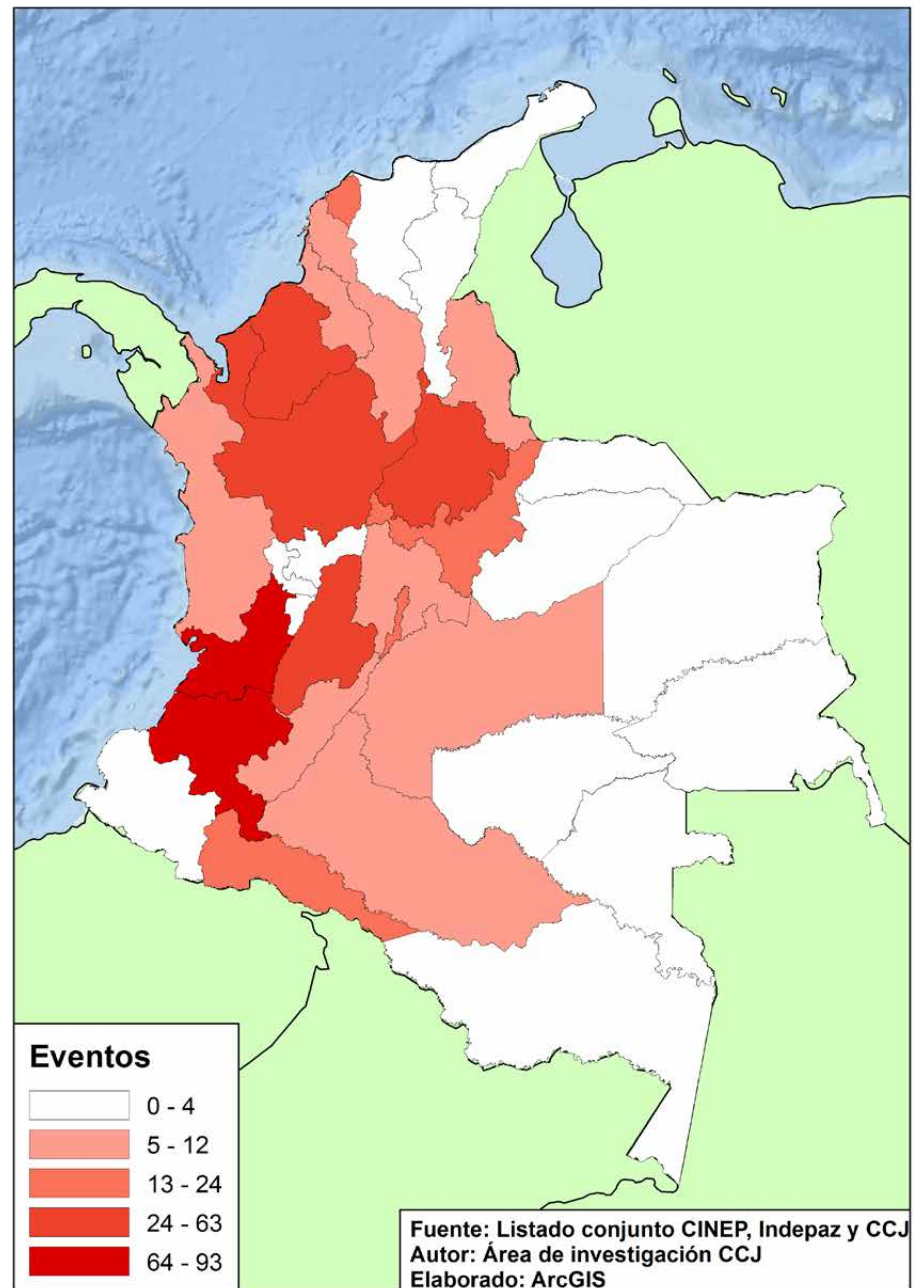 Eventos
0 - 4
5 - 12
13 - 24
24 - 63
64 - 93
Fuente: Listado conjunto CINEP, Indepaz y CCJ
Autor: Área de investigación CCJ
Elaborado: ArcGIS